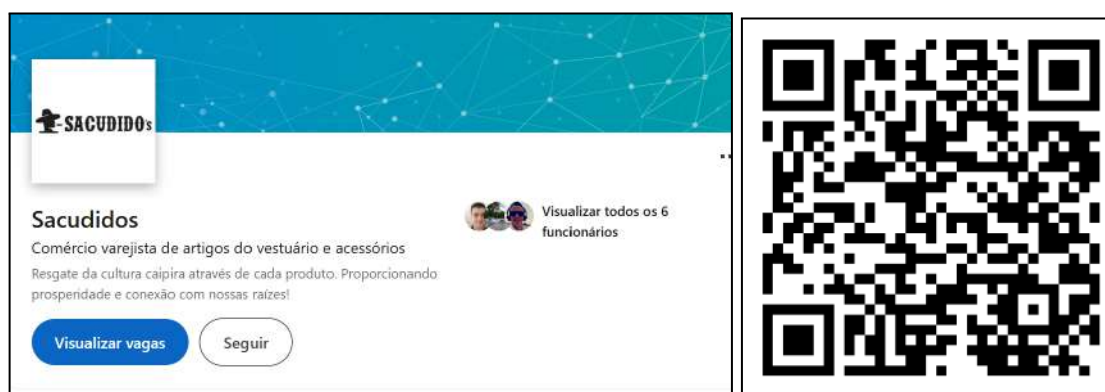 SACUDIDO's
Sacudidos
Comércio varejista de artigos do vestuário e acessórios
Resgate da cultura caipira através de cada produto. Proporcionando
prosperidade e conexão com nossas raízes!
Visualizar todos os 6
funcionários
Visualizar vagas
Seguir